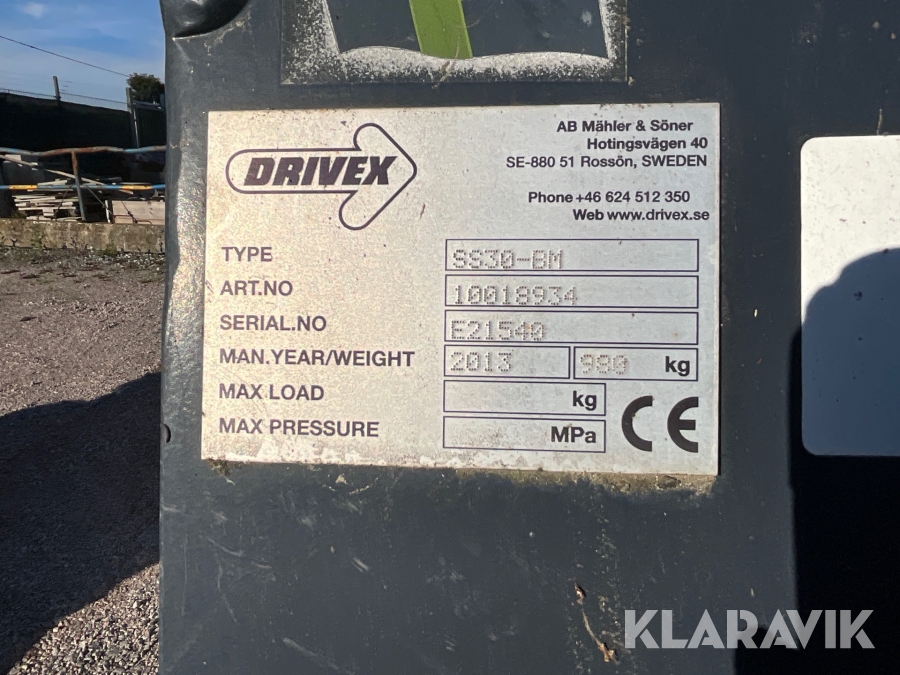 DRIVEX
AB Mähler & Söner
Hotingsvägen 40
SE-880 51 Rossön, SWEDEN
Phone +46 624 512 350
Web www.drivex.se
TYPE SS30-BM
ART.NO 10018934
SERIAL.NO E21540
MAN.YEAR/WEIGHT 2013 990 kg
MAX LOAD kg
MAX PRESSURE MPa
CE
KLARAVIK